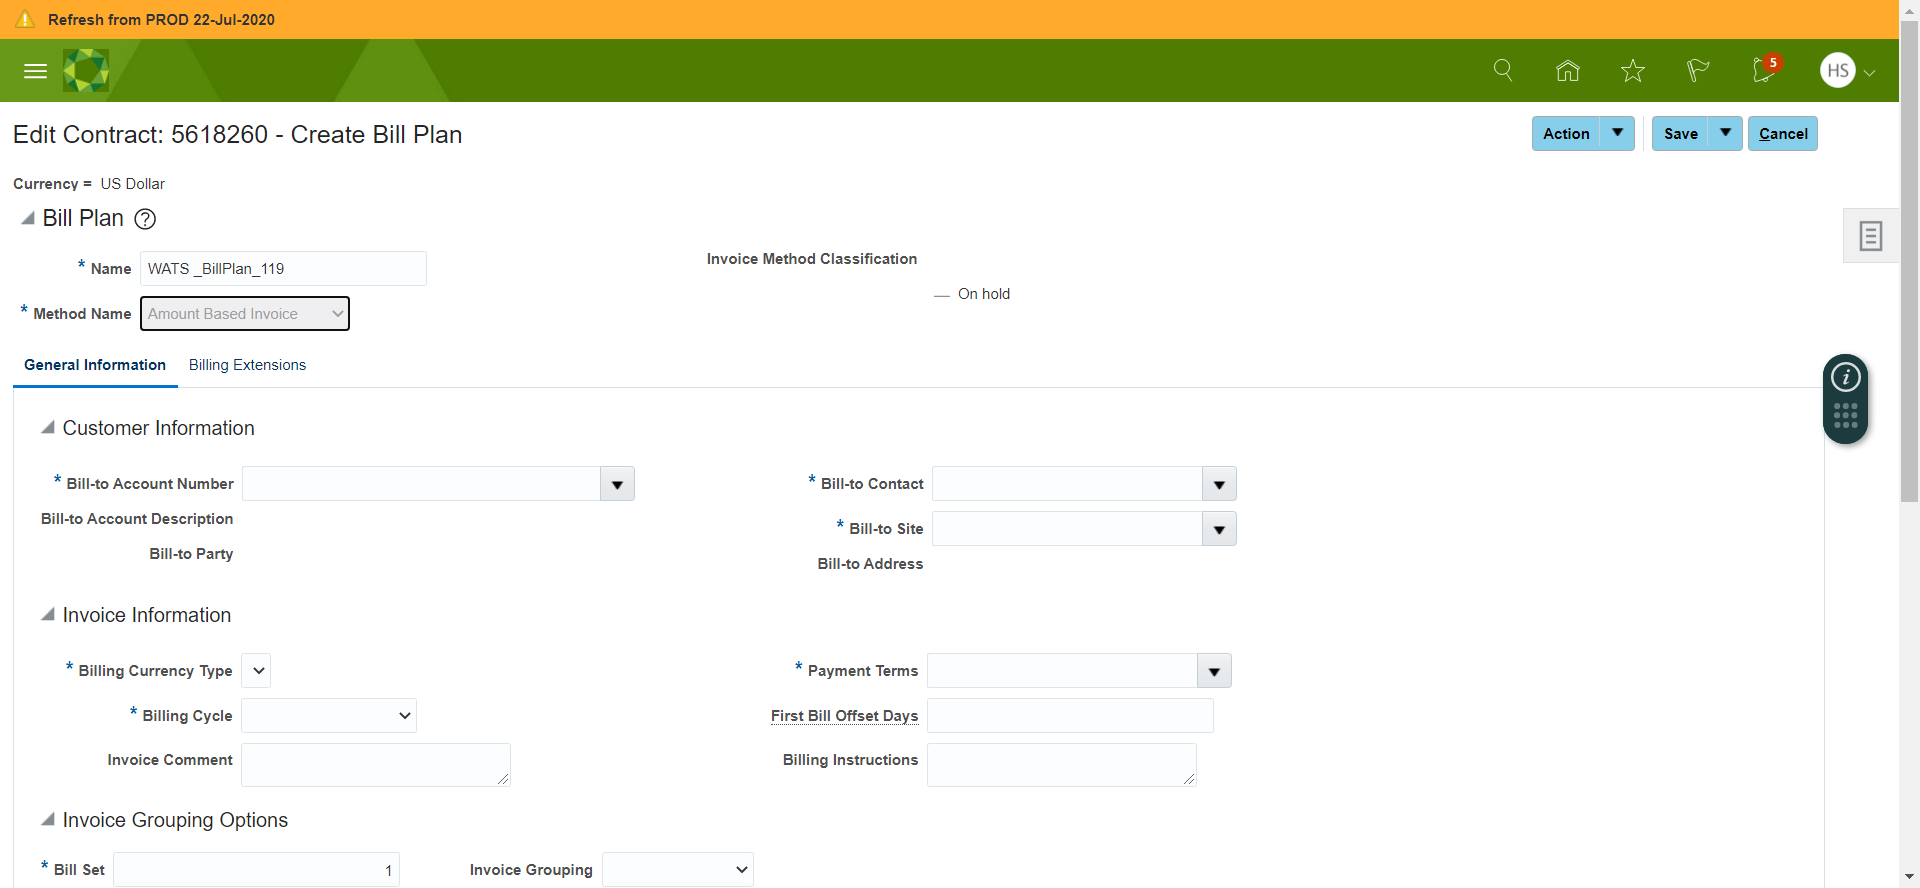 Refresh from PROD 22-Jul-2020
5
HS
Edit Contract: 5618260 - Create Bill Plan
Action
Save
Cancel
Currency = US Dollar
Bill Plan ?
* Name WATS _BillPlan_119
Invoice Method Classification
— On hold
* Method Name Amount Based Invoice
General Information
Billing Extensions
Customer Information
* Bill-to Account Number
* Bill-to Contact
Bill-to Account Description
* Bill-to Site
Bill-to Party
Bill-to Address
Invoice Information
* Billing Currency Type
* Payment Terms
* Billing Cycle
First Bill Offset Days
Invoice Comment
Billing Instructions
Invoice Grouping Options
* Bill Set 1
Invoice Grouping